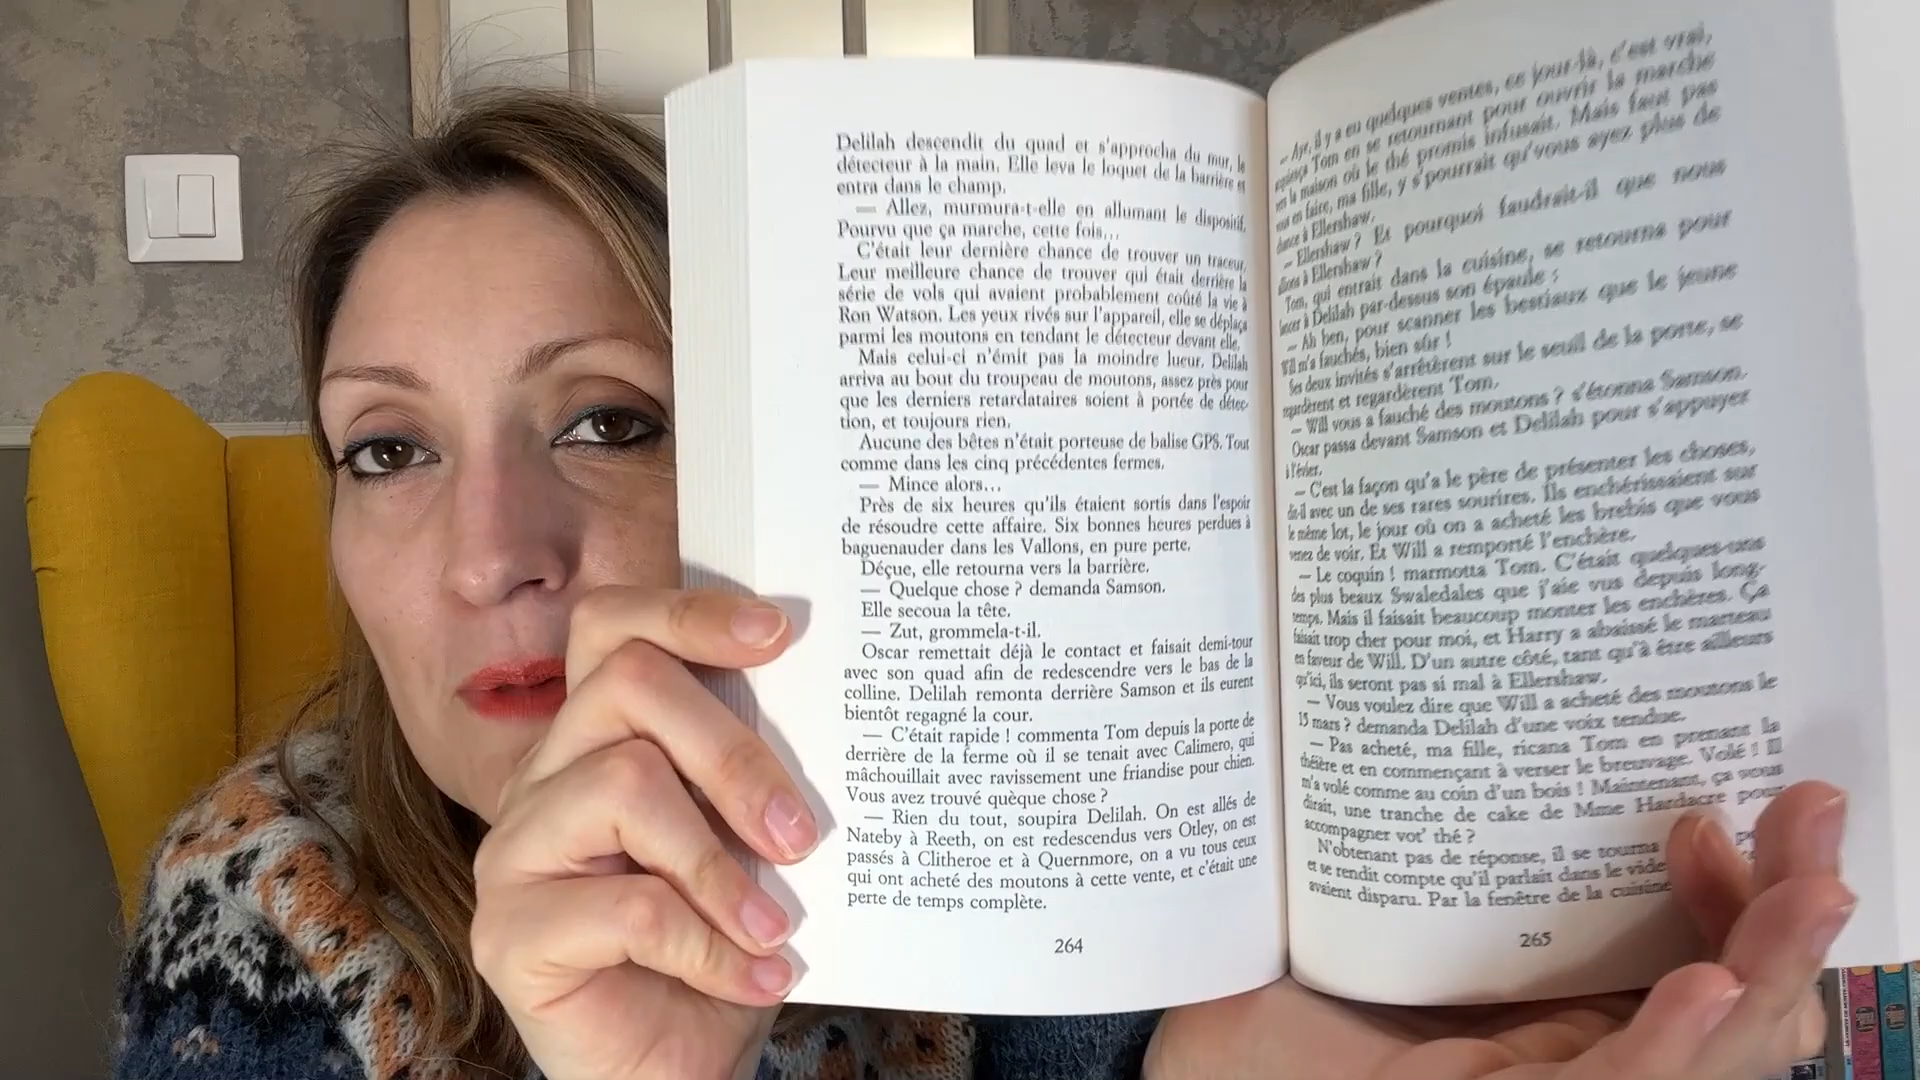 Delilah descendit du quad et s'approcha du mur, le
détecteur à la main. Elle leva le loquet de la barrière et
entra dans le champ.
— Allez, murmura-t-elle en allumant le dispositif.
Pourvu que ça marche, cette fois...
C'était leur dernière chance de trouver un traceur.
Leur meilleure chance de trouver qui était derrière la
série de vols qui avaient probablement coûté la vie à
Ron Watson. Les yeux rivés sur l'appareil, elle se déplaça
parmi les moutons en tendant le détecteur devant elle.
Mais celui-ci n'émit pas la moindre lueur. Delilah
arriva au bout du troupeau de moutons, assez près pour
que les derniers retardataires soient à portée de détec-
tion, et toujours rien.
Aucune des bêtes n'était porteuse de balise GPS. Tout
comme dans les cinq précédentes fermes.
— Mince alors...
Près de six heures qu'ils étaient sortis dans l'espoir
de résoudre cette affaire. Six bonnes heures perdues à
baguenauder dans les Vallons, en pure perte.
Déçue, elle retourna vers la barrière.
— Quelque chose ? demanda Samson.
Elle secoua la tête.
— Zut, grommela-t-il.
Oscar remettait déjà le contact et faisait demi-tour
avec son quad afin de redescendre vers le bas de la
colline. Delilah remonta derrière Samson et ils eurent
bientôt regagné la cour.
— C'était rapide ! commenta Tom depuis la porte de
derrière de la ferme où il se tenait avec Calimero, qui
mâchouillait avec ravissement une friandise pour chien.
Vous avez trouvé quèque chose ?
— Rien du tout, soupira Delilah. On est allés de
Nateby à Reeth, on est redescendus vers Otley, on est
passés à Clitheroe et à Quernmore, on a vu tous ceux
qui ont acheté des moutons à cette vente, et c'était une
perte de temps complète.
264
— Aye, il y a eu quelques ventes, ce jour-là, c'est vrai,
Tom en se retournant pour ouvrir la marche
vers la maison où le thé promis infusait. Mais faut pas
vous en faire, ma fille, y s'pourrait qu'vous ayez plus de
chance à Ellershaw.
— Ellershaw ? Et pourquoi faudrait-il que nous
allions à Ellershaw ?
Tom, qui entrait dans la cuisine, se retourna pour
lancer à Delilah par-dessus son épaule :
— Ah ben, pour scanner les bestiaux que le jeune
Will m'a fauchés, bien sûr !
Ses deux invités s'arrêtèrent sur le seuil de la porte, se
regardèrent et regardèrent Tom.
— Will vous a fauché des moutons ? s'étonna Samson.
Oscar passa devant Samson et Delilah pour s'appuyer
à l'évier.
— C'est la façon qu'a le père de présenter les choses,
dit-il avec un de ses rares sourires. Ils enchérissaient sur
le même lot, le jour où on a acheté les brebis que vous
venez de voir. Et Will a remporté l'enchère.
— Le coquin ! marmotta Tom. C'était quelques-uns
des plus beaux Swaledales que j'aie vus depuis long-
temps. Mais il faisait beaucoup monter les enchères. Ça
faisait trop cher pour moi, et Harry a abaissé le marteau
en faveur de Will. D'un autre côté, tant qu'à être ailleurs
qu'ici, ils seront pas si mal à Ellershaw.
— Vous voulez dire que Will a acheté des moutons le
15 mars ? demanda Delilah d'une voix tendue.
— Pas acheté, ma fille, ricana Tom en prenant la
théière et en commençant à verser le breuvage. Volé ! Il
m'a volé comme au coin d'un bois ! Maintenant, ça vous
dirait, une tranche de cake de Mme Hardacre pour
accompagner vot' thé ?
N'obtenant pas de réponse, il se tourna
et se rendit compte qu'il parlait dans le vide
avaient disparu. Par la fenêtre de la cuisine
265